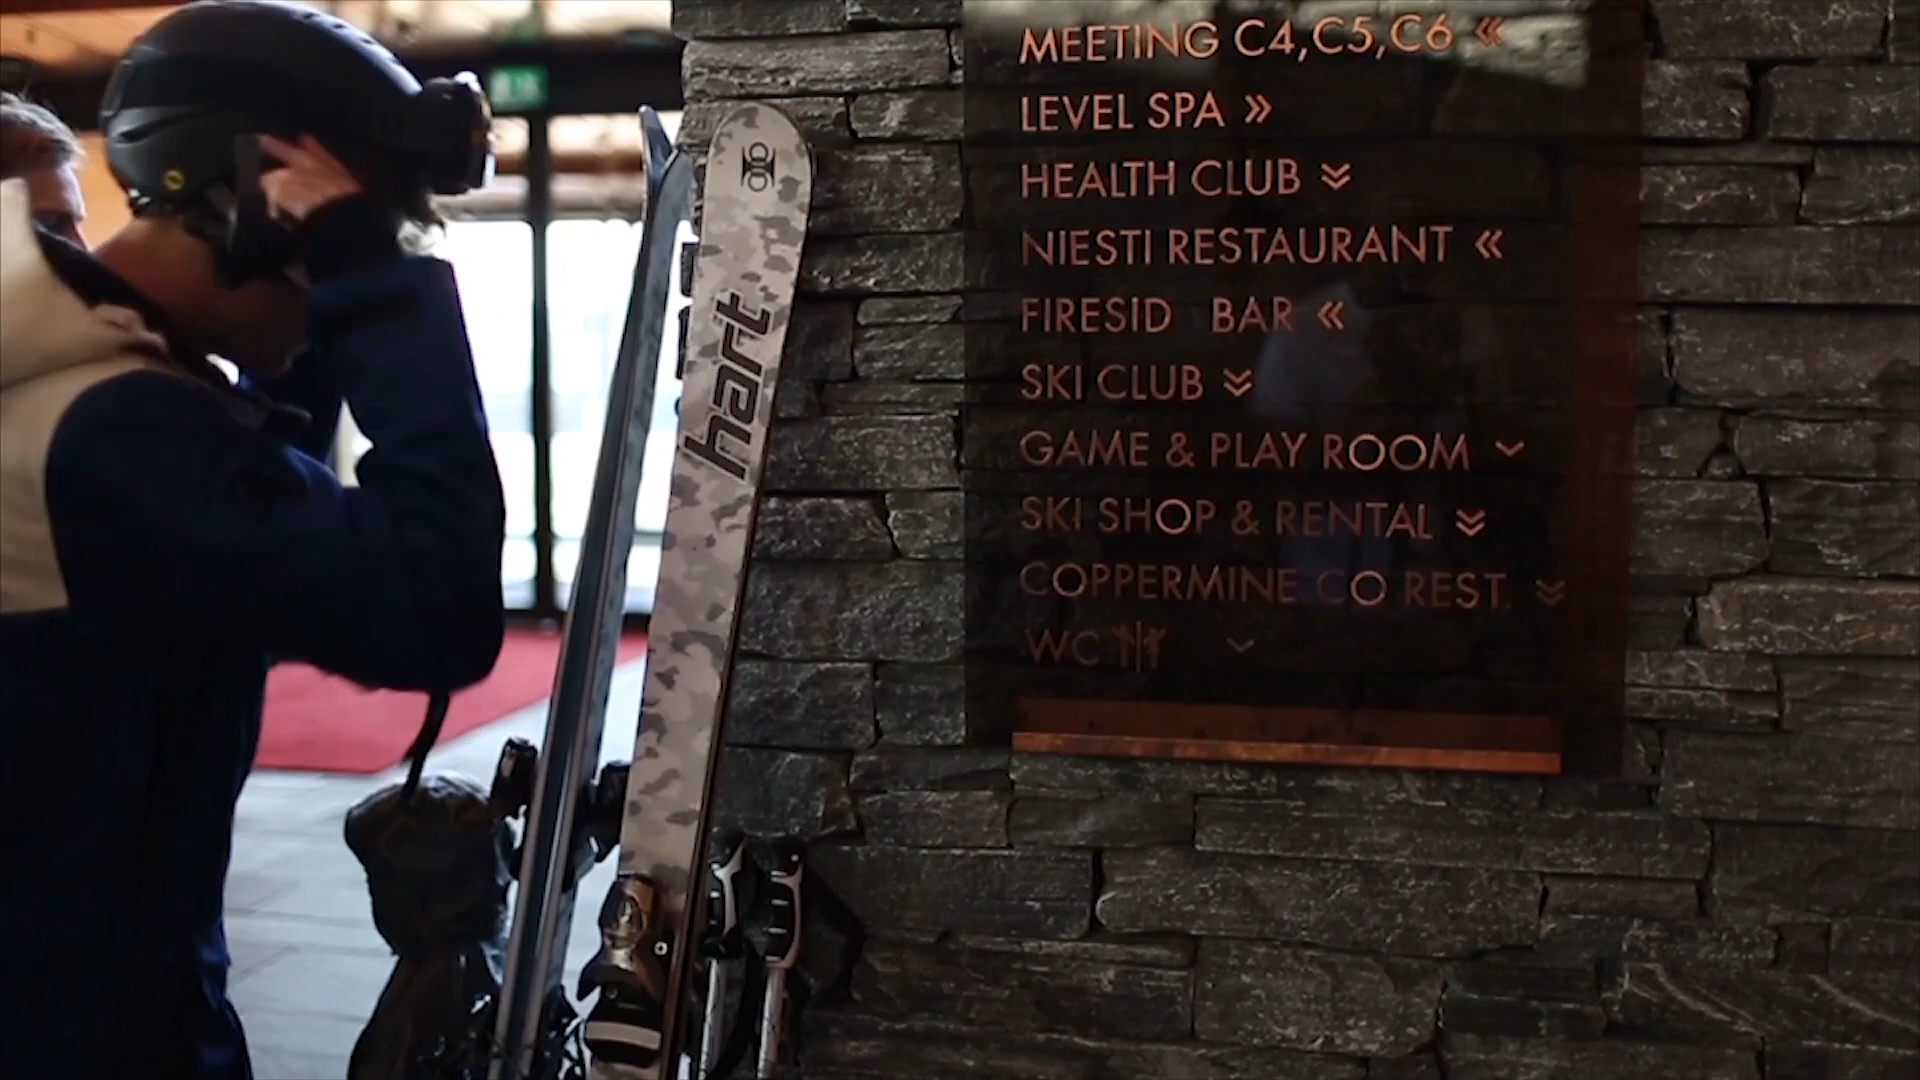 MEETING C4, C5, C6 «
LEVEL SPA »
HEALTH CLUB
NIESTI RESTAURANT «
FIRESID BAR «
SKI CLUB
GAME & PLAY ROOM
SKI SHOP & RENTAL
COPPERMINE CO REST.
WC
hart